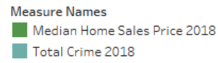 Measure Names
Median Home Sales Price 2018
Total Crime 2018